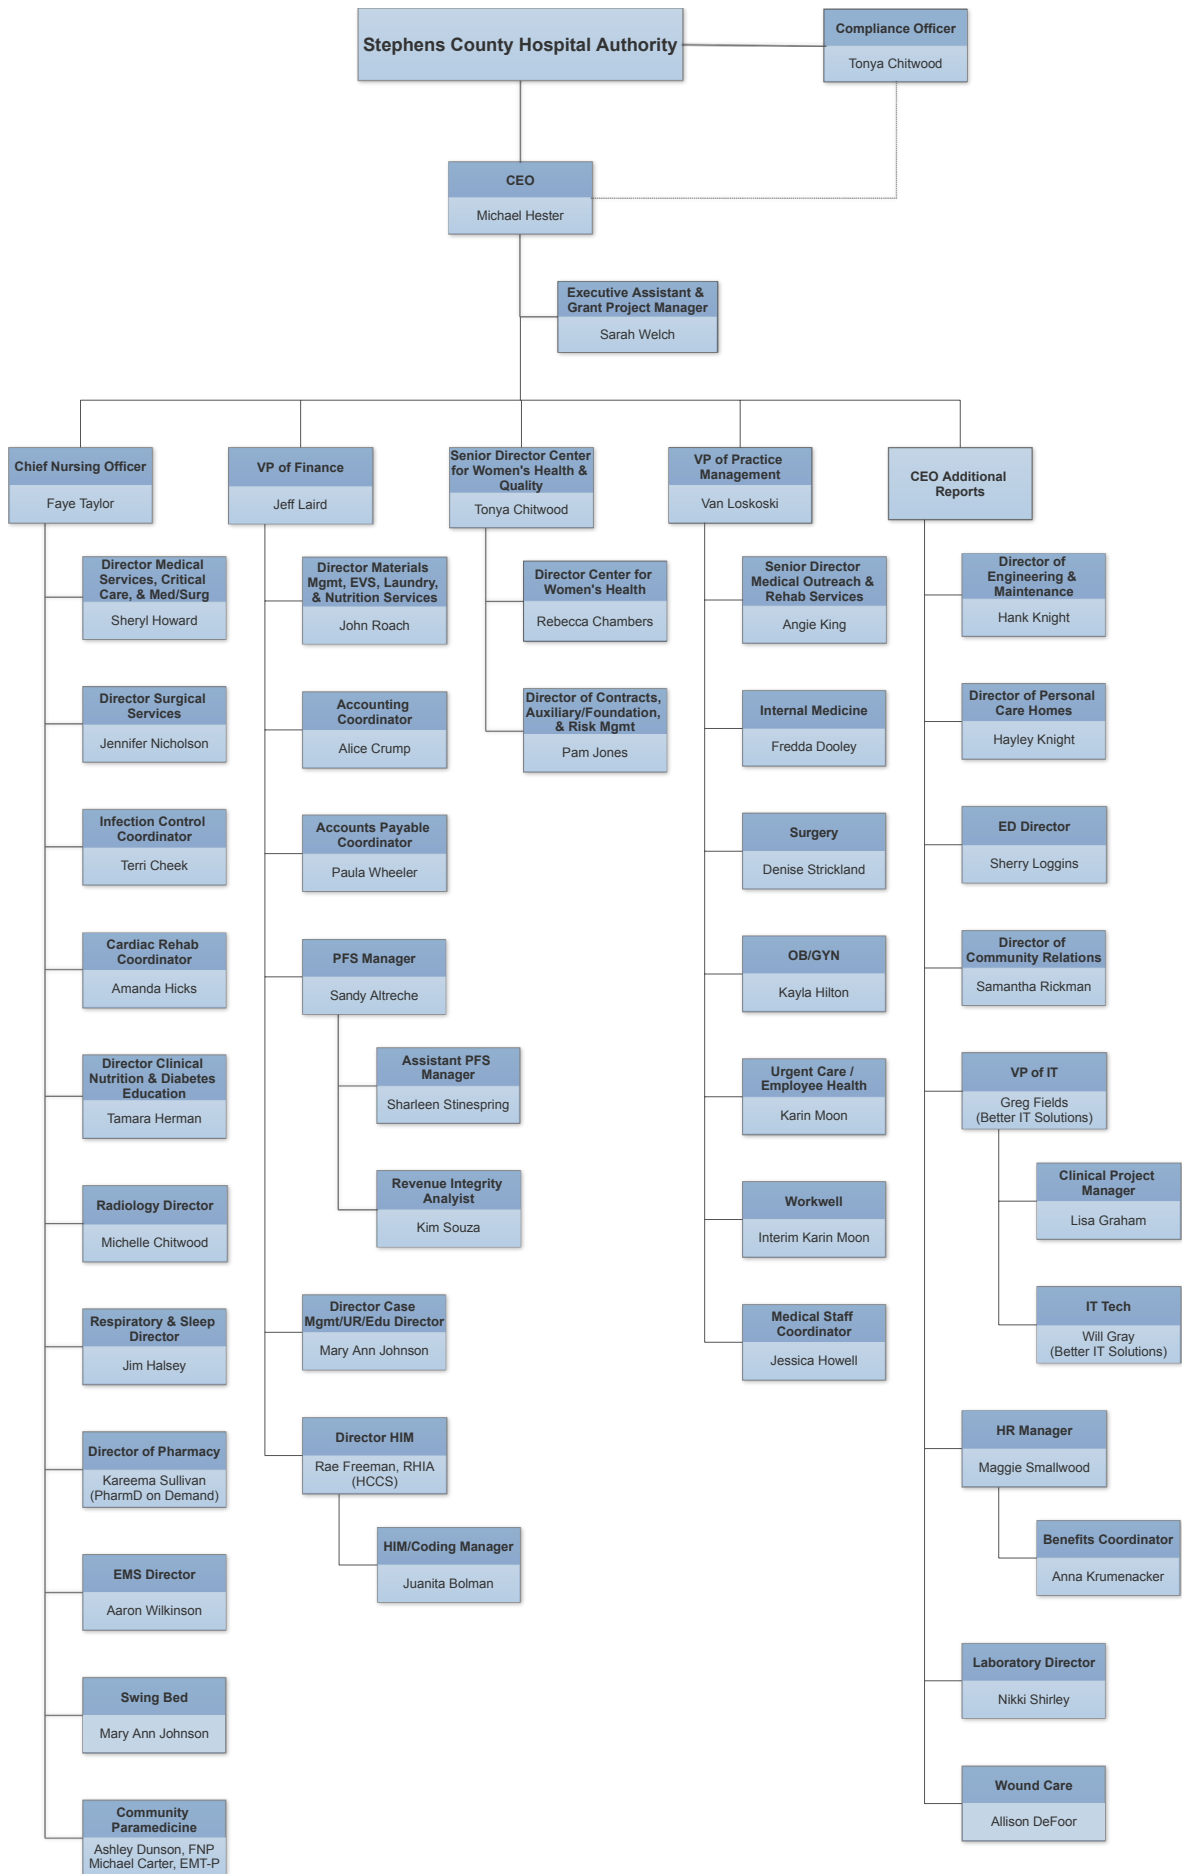 Stephens County Hospital Authority
Compliance Officer
Tonya Chitwood
CEO
Michael Hester
Executive Assistant &
Grant Project Manager
Sarah Welch
Chief Nursing Officer
Faye Taylor
Director Medical
Services, Critical
Care, & Med/Surg
Sheryl Howard
Director Surgical
Services
Jennifer Nicholson
Infection Control
Coordinator
Terri Cheek
Cardiac Rehab
Coordinator
Amanda Hicks
Director Clinical
Nutrition & Diabetes
Education
Tamara Herman
Radiology Director
Michelle Chitwood
Respiratory & Sleep
Director
Jim Halsey
Director of Pharmacy
Kareema Sullivan
(PharmD on Demand)
EMS Director
Aaron Wilkinson
Swing Bed
Mary Ann Johnson
Community
Paramedicine
Ashley Dunson, FNP
Michael Carter, EMT-P
VP of Finance
Jeff Laird
Director Materials
Mgmt, EVS, Laundry,
& Nutrition Services
John Roach
Accounting
Coordinator
Alice Crump
Accounts Payable
Coordinator
Paula Wheeler
PFS Manager
Sandy Altreche
Assistant PFS
Manager
Sharleen Stinespring
Revenue Integrity
Analyist
Kim Souza
Director Case
Mgmt/UR/Edu Director
Mary Ann Johnson
Director HIM
Rae Freeman, RHIA
(HCCS)
HIM/Coding Manager
Juanita Bolman
Senior Director Center
for Women's Health &
Quality
Tonya Chitwood
Director Center for
Women's Health
Rebecca Chambers
Director of Contracts,
Auxiliary/Foundation,
& Risk Mgmt
Pam Jones
VP of Practice
Management
Van Loskoski
Senior Director
Medical Outreach &
Rehab Services
Angie King
Internal Medicine
Fredda Dooley
Surgery
Denise Strickland
OB/GYN
Kayla Hilton
Urgent Care /
Employee Health
Karin Moon
Workwell
Interim Karin Moon
Medical Staff
Coordinator
Jessica Howell
CEO Additional
Reports
Director of
Engineering &
Maintenance
Hank Knight
Director of Personal
Care Homes
Hayley Knight
ED Director
Sherry Loggins
Director of
Community Relations
Samantha Rickman
VP of IT
Greg Fields
(Better IT Solutions)
Clinical Project
Manager
Lisa Graham
IT Tech
Will Gray
(Better IT Solutions)
HR Manager
Maggie Smallwood
Benefits Coordinator
Anna Krumenacker
Laboratory Director
Nikki Shirley
Wound Care
Allison DeFoor